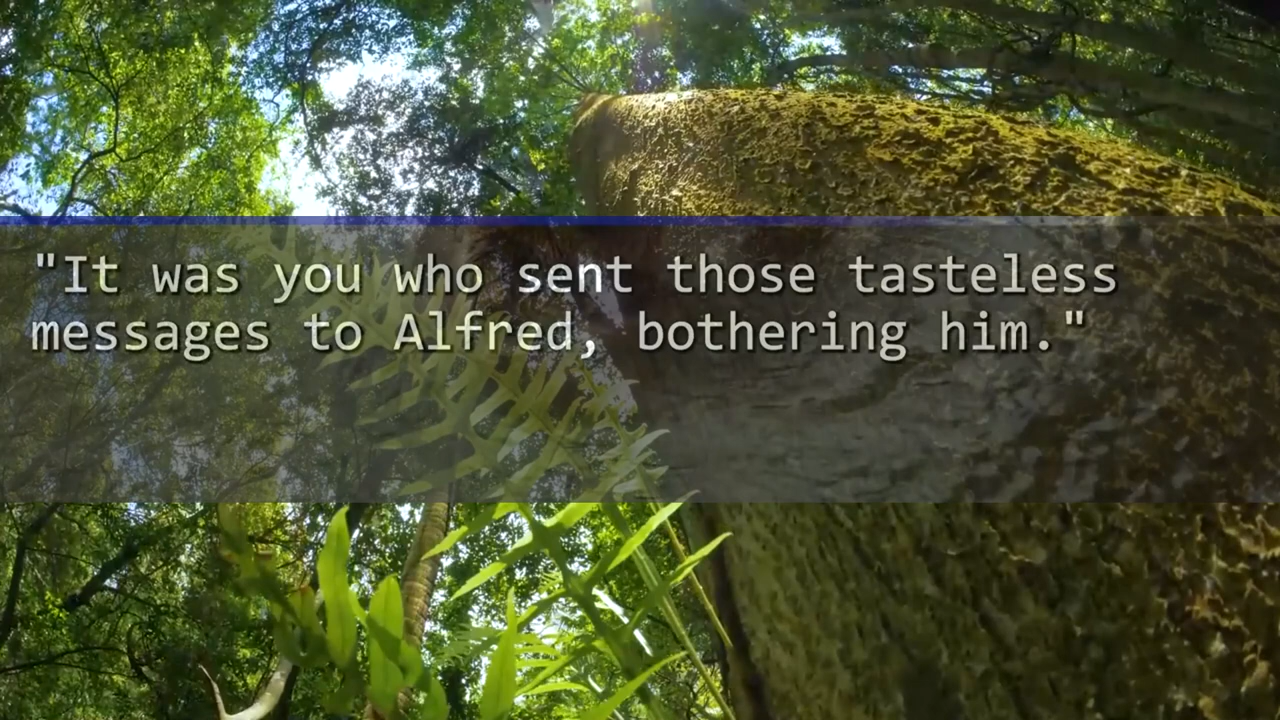 "It was you who sent those tasteless
messages to Alfred, bothering him."